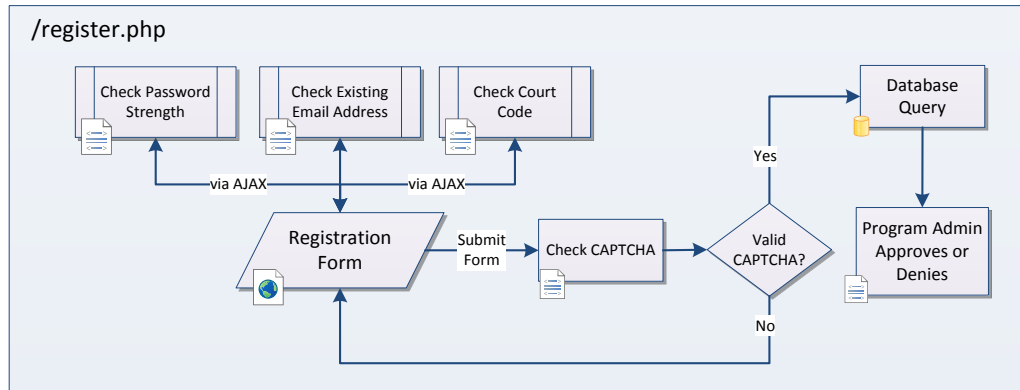 /register.php
Check Password
Strength
Check Existing
Email Address
Check Court
Code
Database
Query
Yes
via AJAX
via AJAX
Registration
Form
Submit
Form
Check CAPTCHA
Valid
CAPTCHA?
Program Admin
Approves or
Denies
No